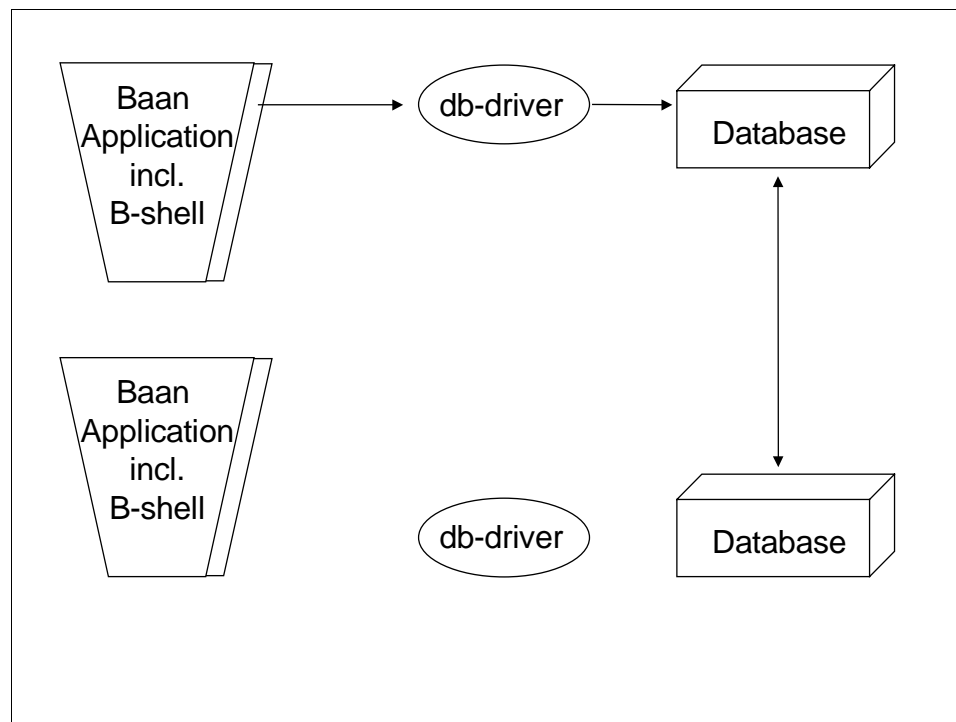 Baan
Application
incl.
B-shell
db-driver
Database
Baan
Application
incl.
B-shell
db-driver
Database